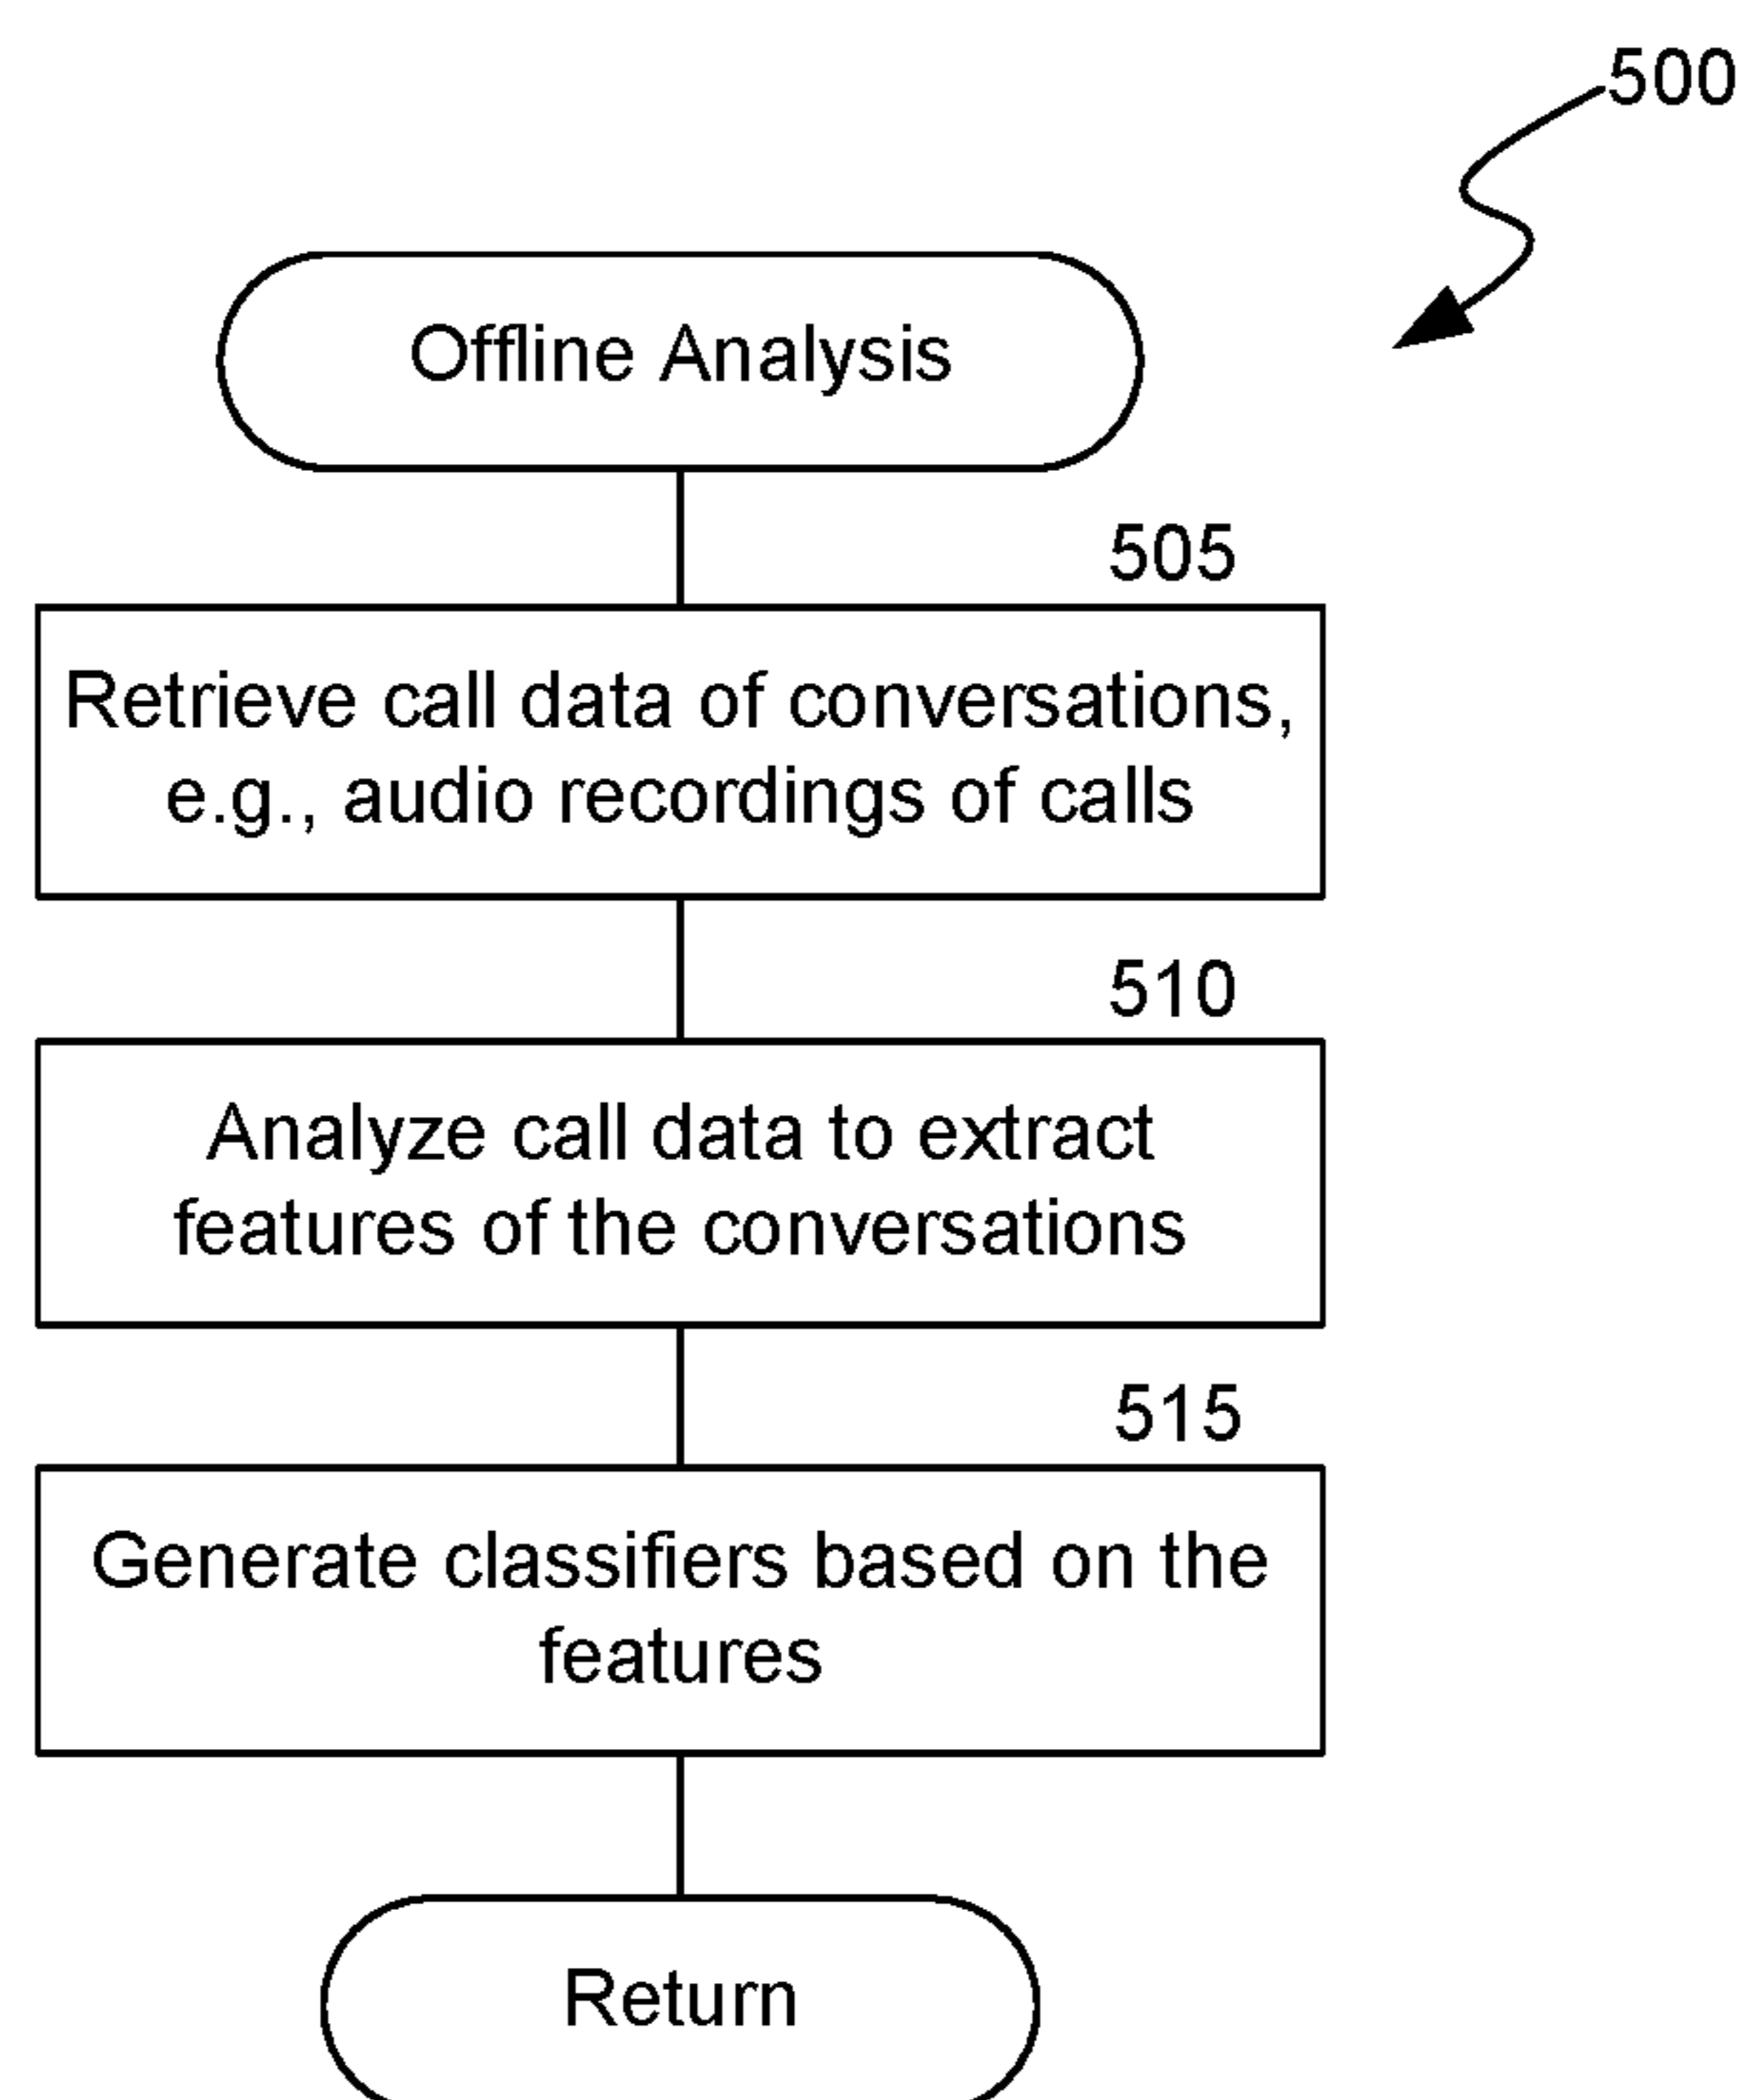 500
Offline Analysis
505
Retrieve call data of conversations,
e.g., audio recordings of calls
510
Analyze call data to extract
features of the conversations
515
Generate classifiers based on the
features
Return